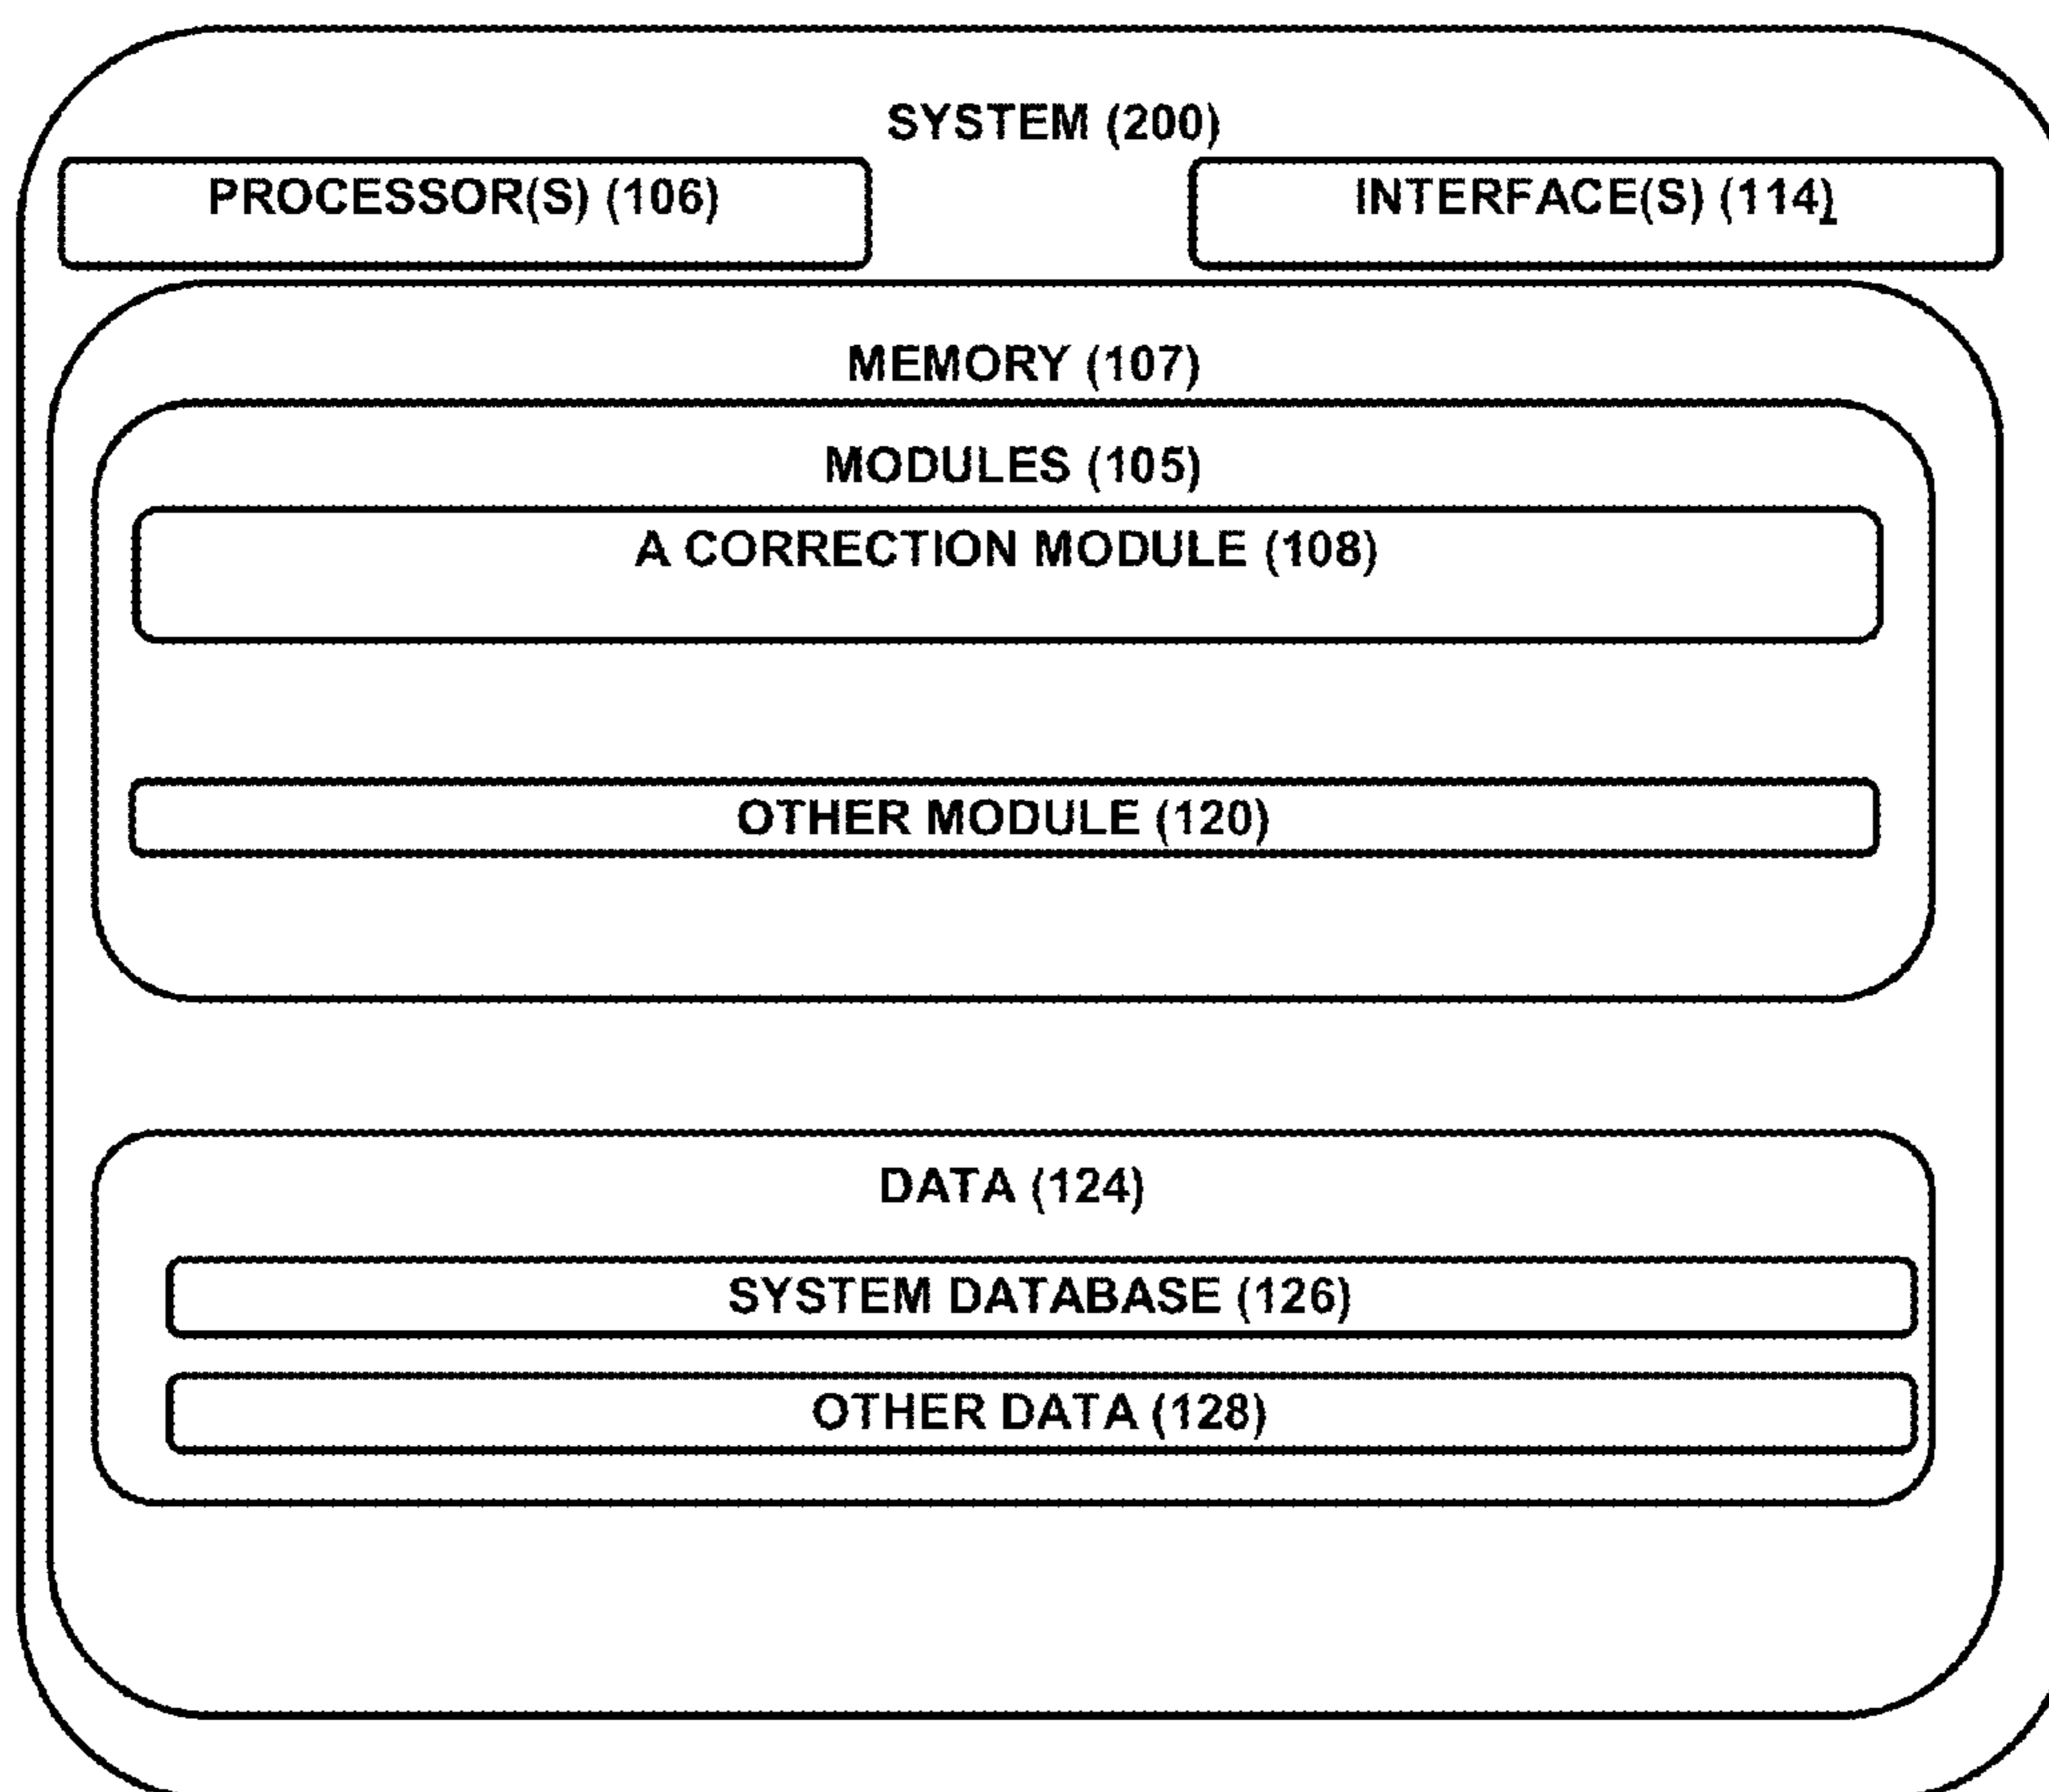 SYSTEM (200)
PROCESSOR(S) (106)
INTERFACE(S) (114)
MEMORY (107)
MODULES (105)
A CORRECTION MODULE (108)
OTHER MODULE (120)
DATA (124)
SYSTEM DATABASE (126)
OTHER DATA (128)